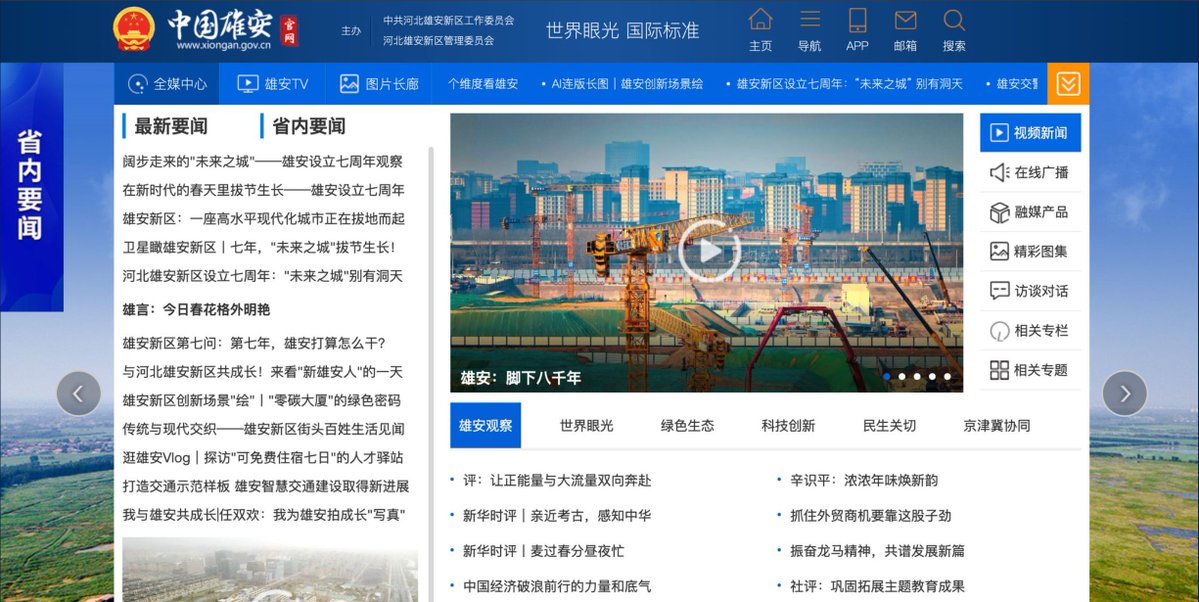 中国雄安
官网
www.xiongan.gov.cn
主办
中共河北雄安新区工作委员会
河北雄安新区管理委员会
世界眼光 国际标准
主页
导航
APP
邮箱
搜索
全媒中心
雄安TV
图片长廊
个维度看雄安
• AI连版长图｜雄安创新场景绘
• 雄安新区设立七周年：“未来之城” 别有洞天
• 雄安交警
省内要闻
最新要闻
省内要闻
阔步走来的"未来之城"——雄安设立七周年观察
在新时代的春天里拔节生长——雄安设立七周年
雄安新区：一座高水平现代化城市正在拔地而起
卫星瞰雄安新区｜七年，"未来之城"拔节生长！
河北雄安新区设立七周年："未来之城"别有洞天
雄言：今日春花格外明艳
雄安新区第七问：第七年，雄安打算怎么干？
与河北雄安新区共成长！来看"新雄安人"的一天
雄安新区创新场景"绘"｜"零碳大厦"的绿色密码
传统与现代交织——雄安新区街头百姓生活见闻
逛雄安Vlog｜探访"可免费住宿七日"的人才驿站
打造交通示范样板 雄安智慧交通建设取得新进展
我与雄安共成长|任双欢：我为雄安拍成长"写真"
雄安：脚下八千年
视频新闻
在线广播
融媒产品
精彩图集
访谈对话
相关专栏
相关专题
雄安观察
世界眼光
绿色生态
科技创新
民生关切
京津冀协同
• 评：让正能量与大流量双向奔赴
• 新华时评｜亲近考古，感知中华
• 新华时评｜麦过春分昼夜忙
• 中国经济破浪前行的力量和底气
• 辛识平：浓浓年味焕新韵
• 抓住外贸商机要靠这股子劲
• 振奋龙马精神，共谱发展新篇
• 社评：巩固拓展主题教育成果